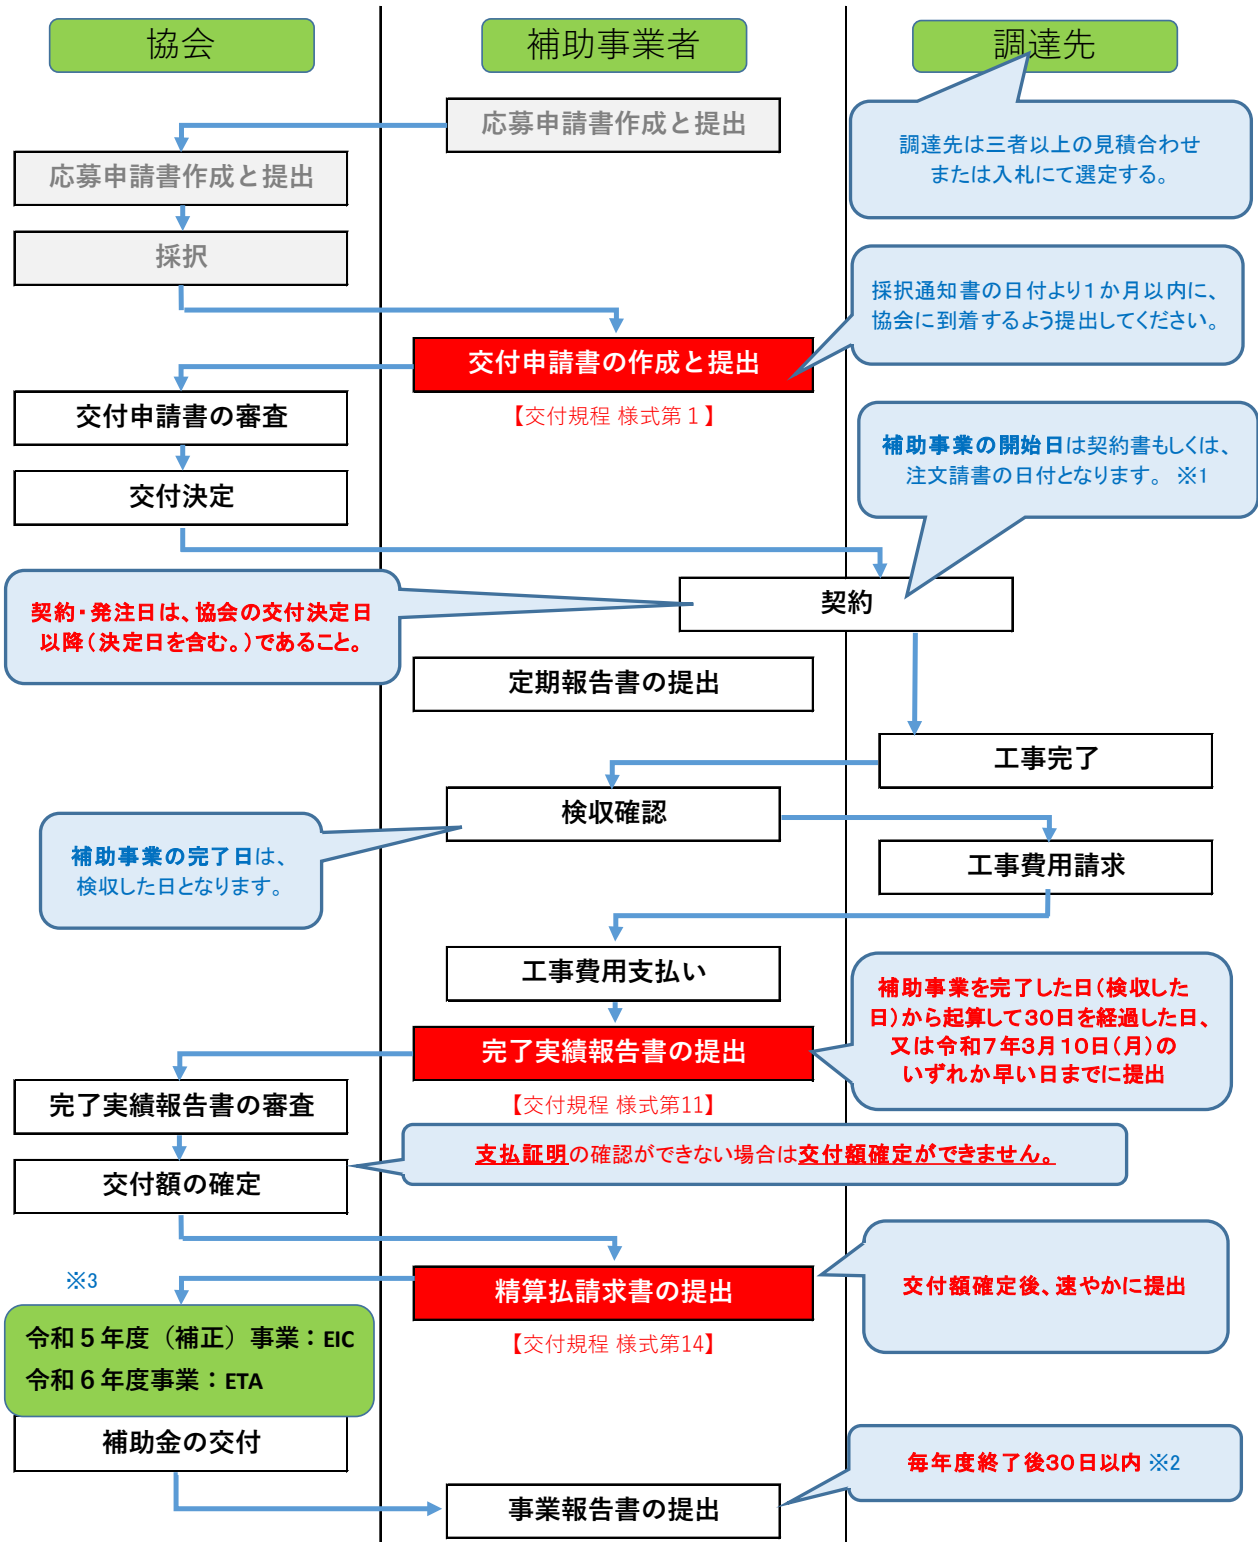 協会
補助事業者
調達先
応募申請書作成と提出
調達先は三者以上の見積合わせ
または入札にて選定する。
応募申請書作成と提出
採択
採択通知書の日付より1か月以内に、
協会に到着するよう提出してください。
交付申請書の作成と提出
【交付規程 様式第１】
交付申請書の審査
補助事業の開始日は契約書もしくは、
注文請書の日付となります。 ※1
交付決定
契約・発注日は、協会の交付決定日
以降（決定日を含む。）であること。
契約
定期報告書の提出
工事完了
検収確認
補助事業の完了日は、
検収した日となります。
工事費用請求
工事費用支払い
補助事業を完了した日（検収した
日）から起算して30日を経過した日、
又は令和7年3月10日（月）の
いずれか早い日までに提出
完了実績報告書の提出
【交付規程 様式第11】
完了実績報告書の審査
支払証明の確認ができない場合は交付額確定ができません。
交付額の確定
精算払請求書の提出
【交付規程 様式第14】
交付額確定後、速やかに提出
※3
令和５年度（補正）事業：EIC
令和６年度事業：ETA
補助金の交付
毎年度終了後30日以内 ※2
事業報告書の提出